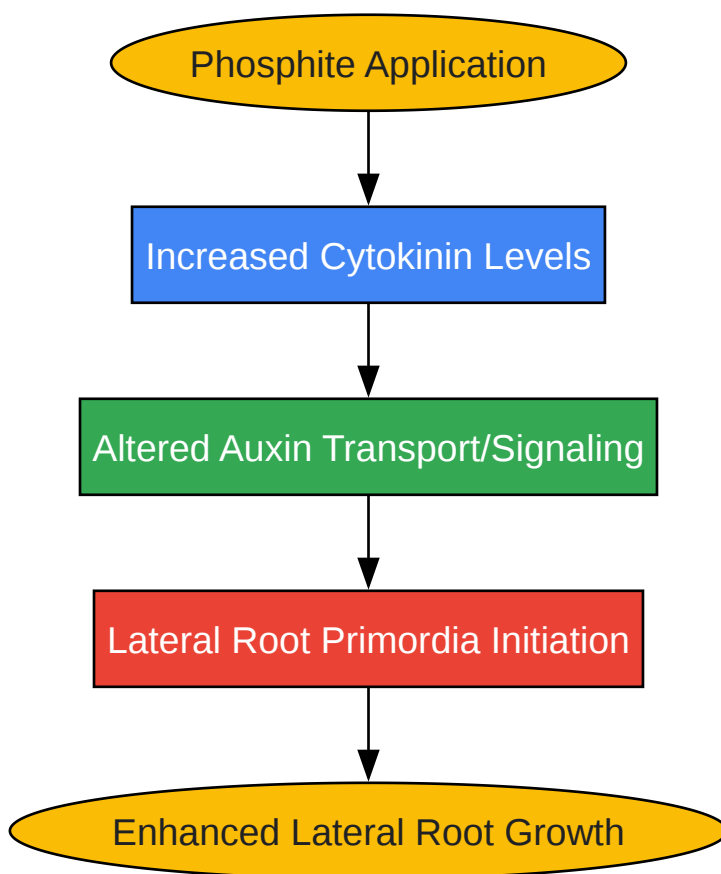 Phosphite Application
Increased Cytokinin Levels
Altered Auxin Transport/Signaling
Lateral Root Primordia Initiation
Enhanced Lateral Root Growth